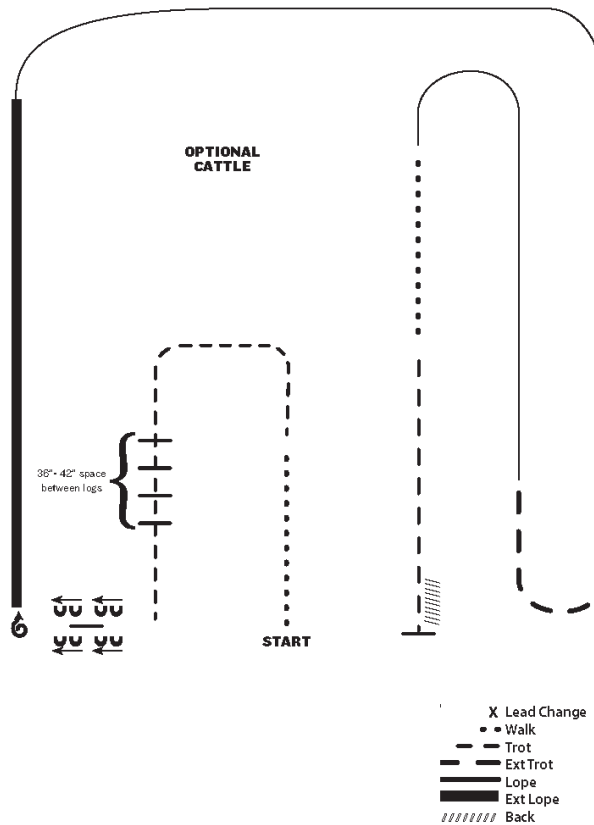 OPTIONAL
CATTLE
36"- 42" space
between logs
START
X Lead Change
Walk
Trot
Ext Trot
Lope
Ext Lope
Back